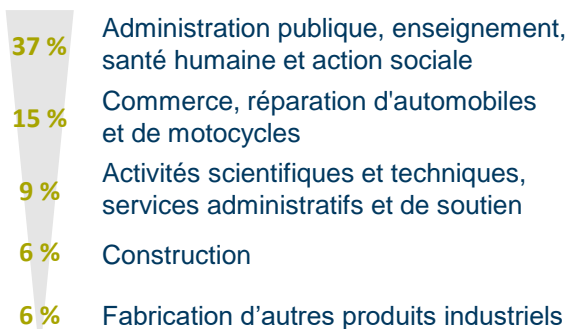 37 %
Administration publique, enseignement,
santé humaine et action sociale
15 %
Commerce, réparation d'automobiles
et de motocycles
9 %
Activités scientifiques et techniques,
services administratifs et de soutien
6 %
Construction
6 %
Fabrication d’autres produits industriels